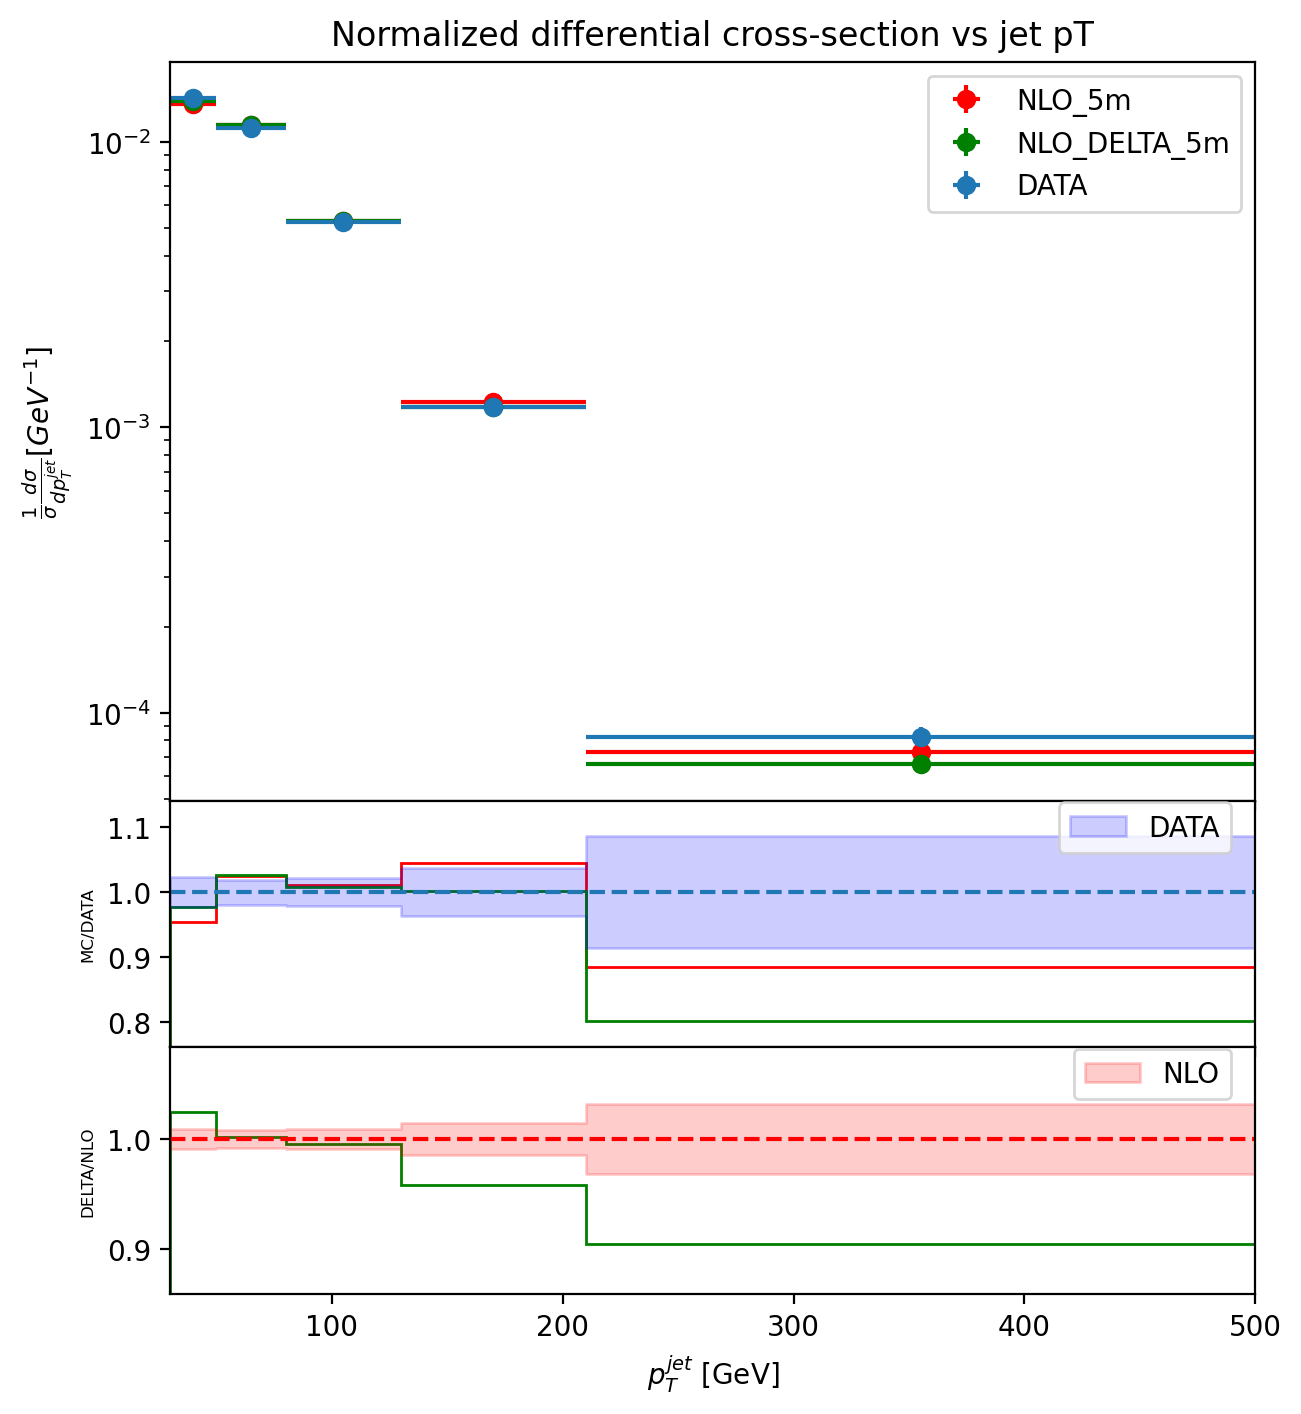 Normalized differential cross-section vs jet pT
NLO_5m
NLO_DELTA_5m
DATA
10⁻²
10⁻³
10⁻⁴
1/σ dσ/dp_T^{jet} [GeV⁻¹]
DATA
1.1
1.0
0.9
0.8
MC/DATA
NLO
1.0
0.9
DELTA/NLO
100 200 300 400 500
p_T^{jet} [GeV]